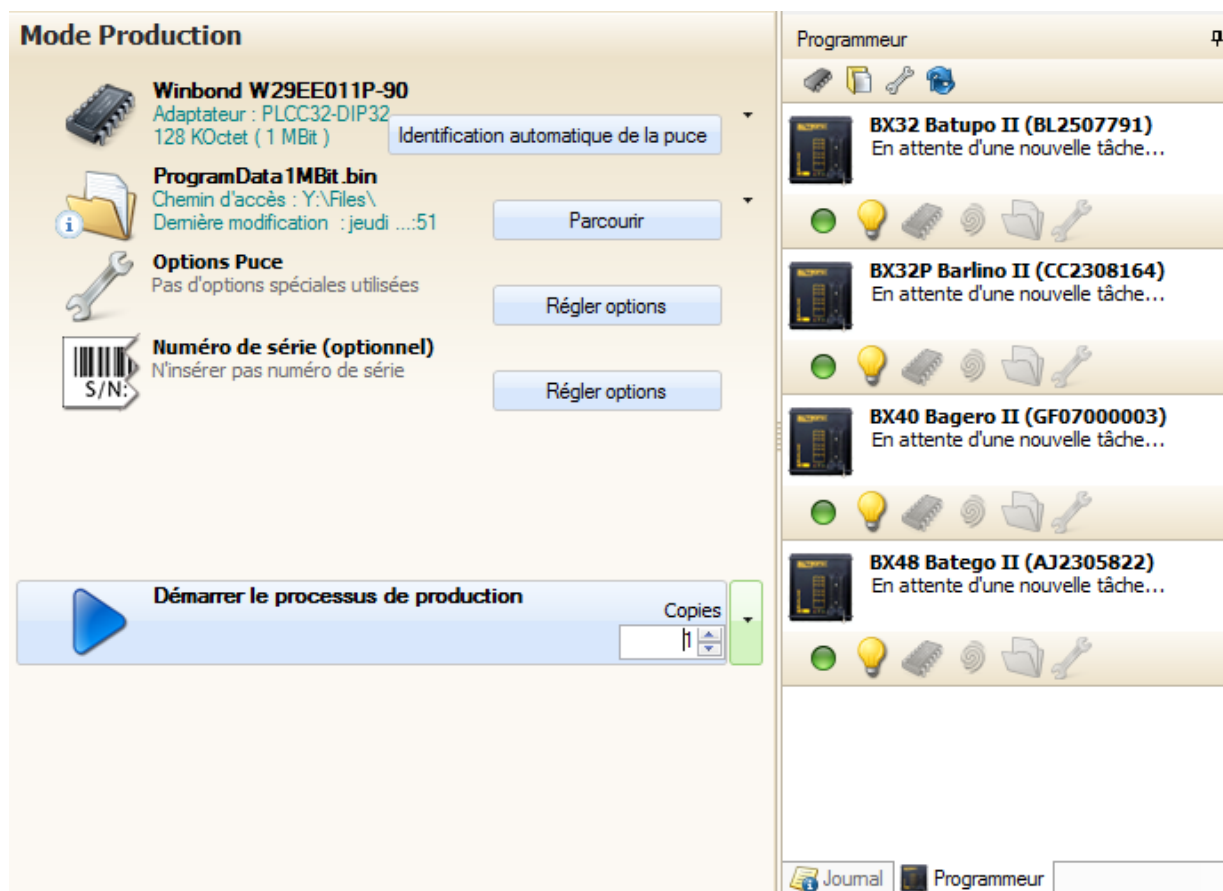 Mode Production
Winbond W29EE011P-90
Adaptateur : PLCC32-DIP32
128 KOctet ( 1 MBit )
Identification automatique de la puce
ProgramData1MBit.bin
Chemin d'accès : Y:\Files\
Dernière modification : jeudi ...:51
Parcourir
Options Puce
Pas d'options spéciales utilisées
Régler options
Numéro de série (optionnel)
N'insérer pas numéro de série
S/N:
Régler options
Démarrer le processus de production
Copies
1
Programmeur
BX32 Batupo II (BL2507791)
En attente d'une nouvelle tâche...
BX32P Barlino II (CC2308164)
En attente d'une nouvelle tâche...
BX40 Bagero II (GF07000003)
En attente d'une nouvelle tâche...
BX48 Batego II (AJ2305822)
En attente d'une nouvelle tâche...
Journal
Programmeur